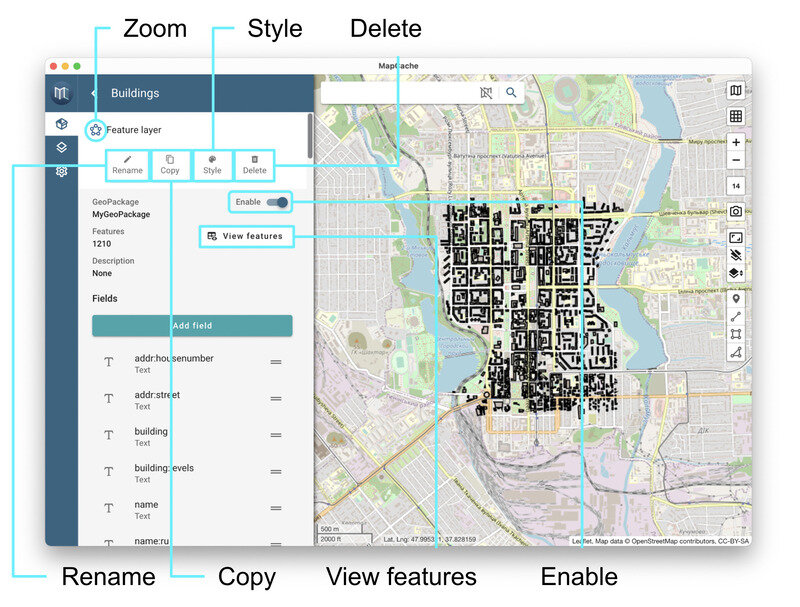 Zoom
Style
Delete
MapCache
Buildings
Feature layer
Rename
Copy
Style
Delete
GeoPackage
MyGeoPackage
Enable
Features
1210
View features
Description
None
Fields
Add field
addr:housenumber
Text
addr:street
Text
building
Text
building:levels
Text
name
Text
name:ru
14
500 m
2000 ft
Lat, Lng: 47.9953, 37.828159
Leaflet, Map data © OpenStreetMap contributors, CC-BY-SA
Rename
Copy
View features
Enable